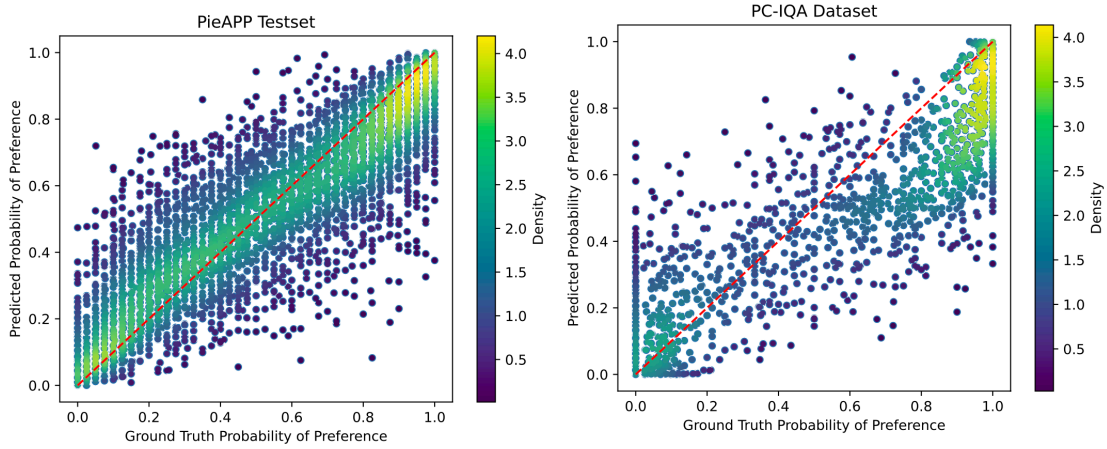 PieAPP Testset
1.0
0.8
0.6
0.4
0.2
0.0
Predicted Probability of Preference
0.0 0.2 0.4 0.6 0.8 1.0
Ground Truth Probability of Preference
4.0
3.5
3.0
2.5
2.0
1.5
1.0
0.5
Density
PC-IQA Dataset
1.0
0.8
0.6
0.4
0.2
0.0
Predicted Probability of Preference
0.0 0.2 0.4 0.6 0.8 1.0
Ground Truth Probability of Preference
4.0
3.5
3.0
2.5
2.0
1.5
1.0
0.5
Density